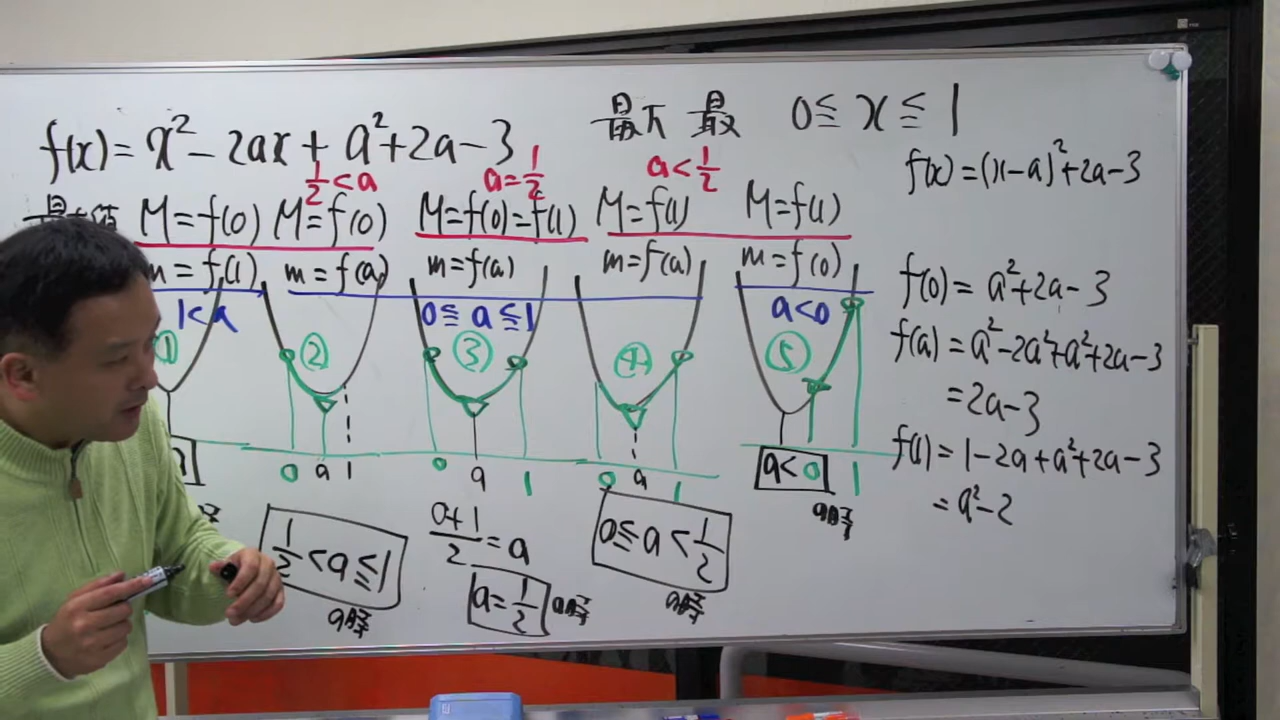 f(x) = x² - 2ax + a² + 2a - 3
最大 最
0 ≦ x ≦ 1
f(x) = (x-a)² + 2a - 3
1/2 < a
a = 1/2
a < 1/2
M = f(0)
M = f(0)
M = f(0) = f(1)
M = f(1)
M = f(1)
m = f(1)
m = f(a)
m = f(a)
m = f(a)
m = f(0)
1 < a
0 ≦ a ≦ 1
a < 0
① ② ③ ④ ⑤
0 a 1
0 a 1
0 a 1
a < 0 1
1/2 < a ≦ 1
0+1/2 = a
a = 1/2
0 ≦ a < 1/2
f(0) = a² + 2a - 3
f(a) = a² - 2a² + a² + 2a - 3
= 2a - 3
f(1) = 1 - 2a + a² + 2a - 3
= a² - 2